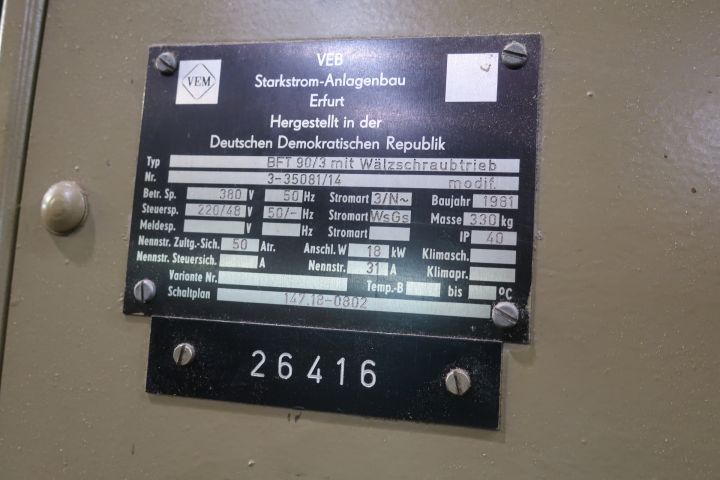 VEM
VEB
Starkstrom-Anlagenbau
Erfurt
Hergestellt in der
Deutschen Demokratischen Republik
Typ BFT 90/3 mit Wälzschraubtrieb
Nr. 3-35081/14 modif.
Betr. Sp. 380 V 50 Hz Stromart 3/N~ Baujahr 1981
Steuersp. 220/48 V 50/- Hz Stromart WsGs Masse 330 kg
Meldesp. V Hz Stromart IP 40
Nennstr. Zultg.-Sich. 50 Atr. Anschl. W 18 kW Klimasch.
Nennstr. Steuersich. A Nennstr. 31 A Klimapr.
Variante Nr. Temp.-B bis °C
Schaltplan 147.18-0802
26416